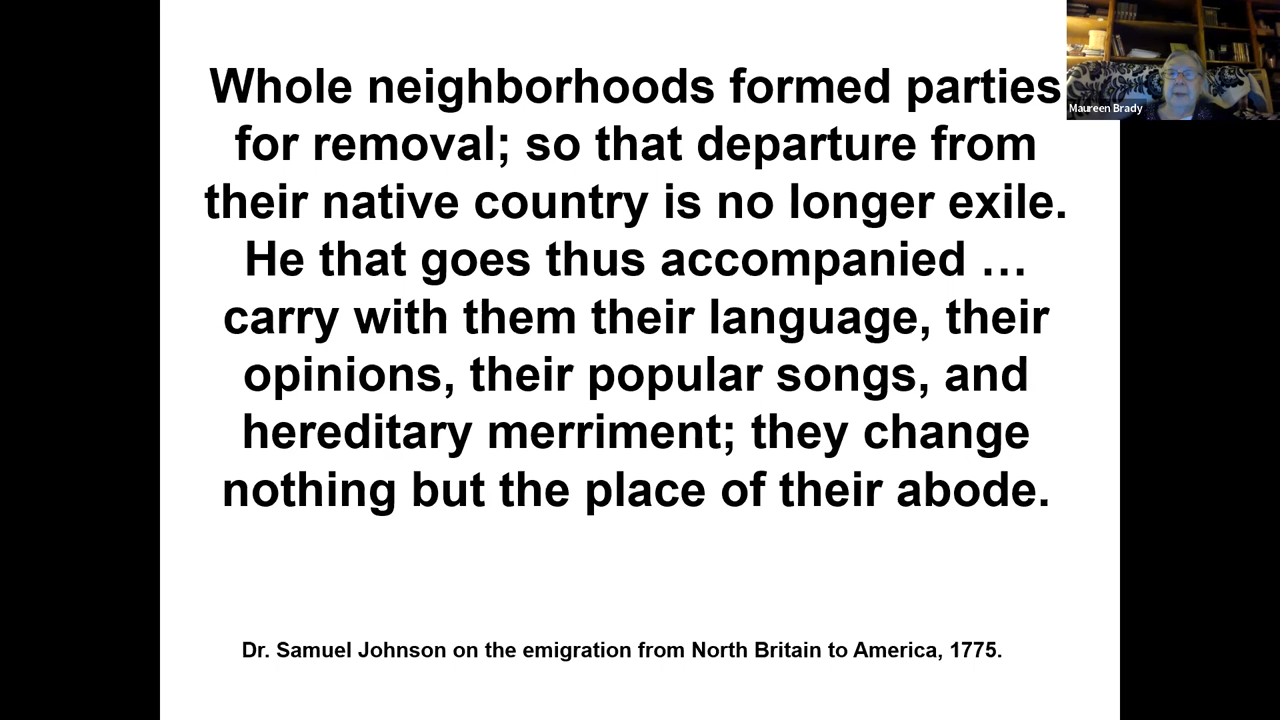 Whole neighborhoods formed parties
for removal; so that departure from
their native country is no longer exile.
He that goes thus accompanied …
carry with them their language, their
opinions, their popular songs, and
hereditary merriment; they change
nothing but the place of their abode.
Dr. Samuel Johnson on the emigration from North Britain to America, 1775.
Maureen Brady